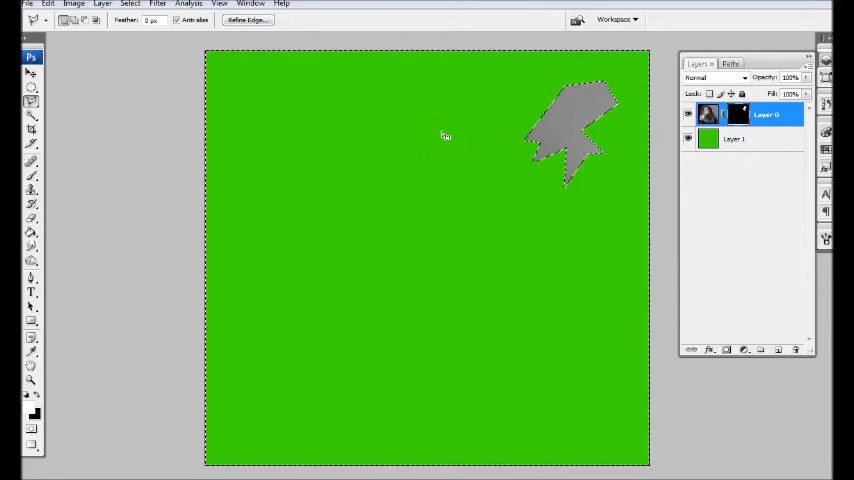 File Edit Image Layer Select Filter Analysis View Window Help
Feather: 0 px Anti-alias Refine Edge... Workspace
Ps
Layers x Paths
Normal Opacity: 100%
Lock: Fill: 100%
Layer 0
Layer 1
T
A